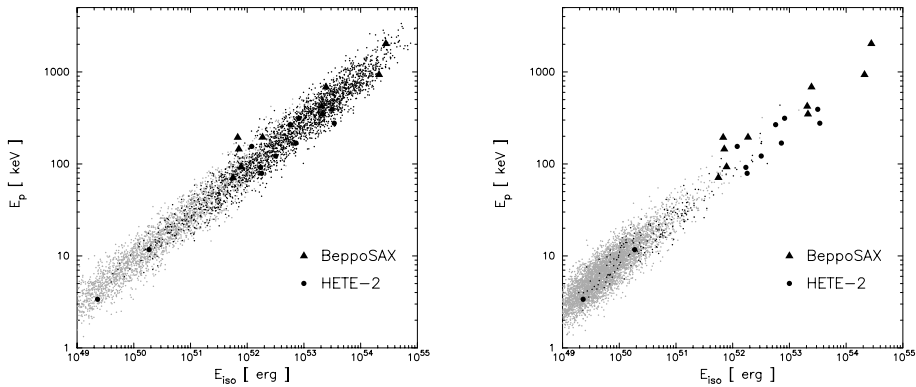 1000
100
10
1
E_p [ keV]
▲ BeppoSAX
● HETE−2
10^49 10^50 10^51 10^52 10^53 10^54 10^55
E_iso [ erg ]
1000
100
10
1
E_p [ keV]
▲ BeppoSAX
● HETE−2
10^49 10^50 10^51 10^52 10^53 10^54 10^55
E_iso [ erg ]